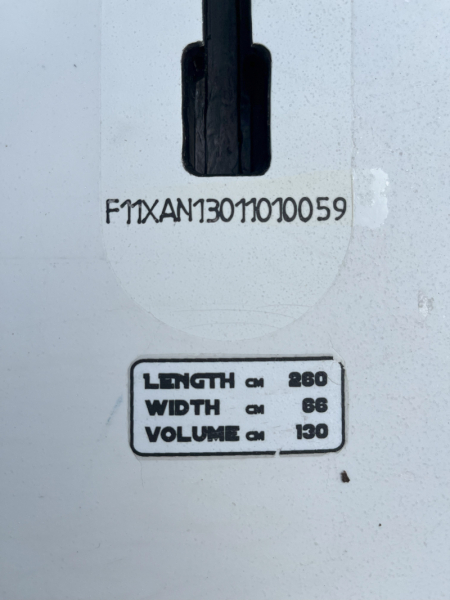 F11XAN13011010059
LENGTH CM 260
WIDTH CM 66
VOLUME CM 130